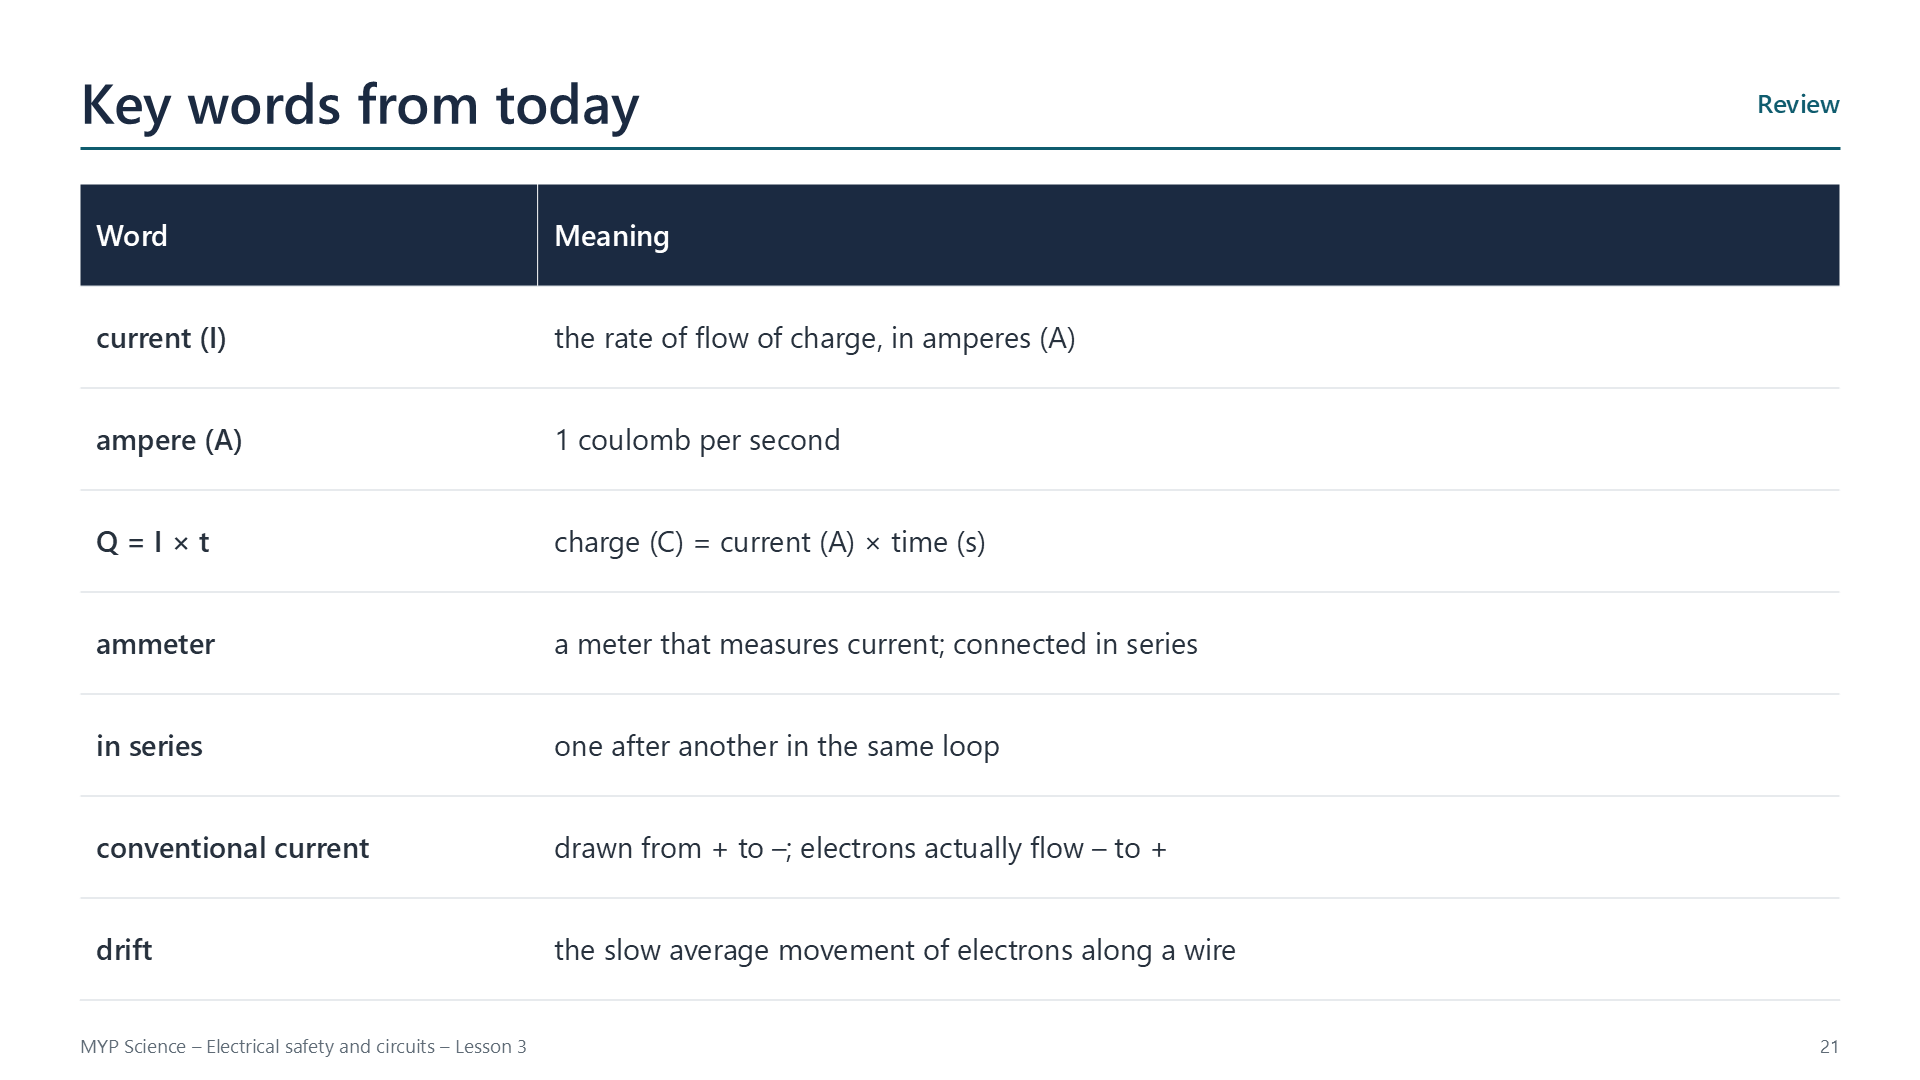 Key words from today
Review
Word
Meaning
current (I)
the rate of flow of charge, in amperes (A)
ampere (A)
1 coulomb per second
Q = I × t
charge (C) = current (A) × time (s)
ammeter
a meter that measures current; connected in series
in series
one after another in the same loop
conventional current
drawn from + to –; electrons actually flow – to +
drift
the slow average movement of electrons along a wire
MYP Science – Electrical safety and circuits – Lesson 3
21